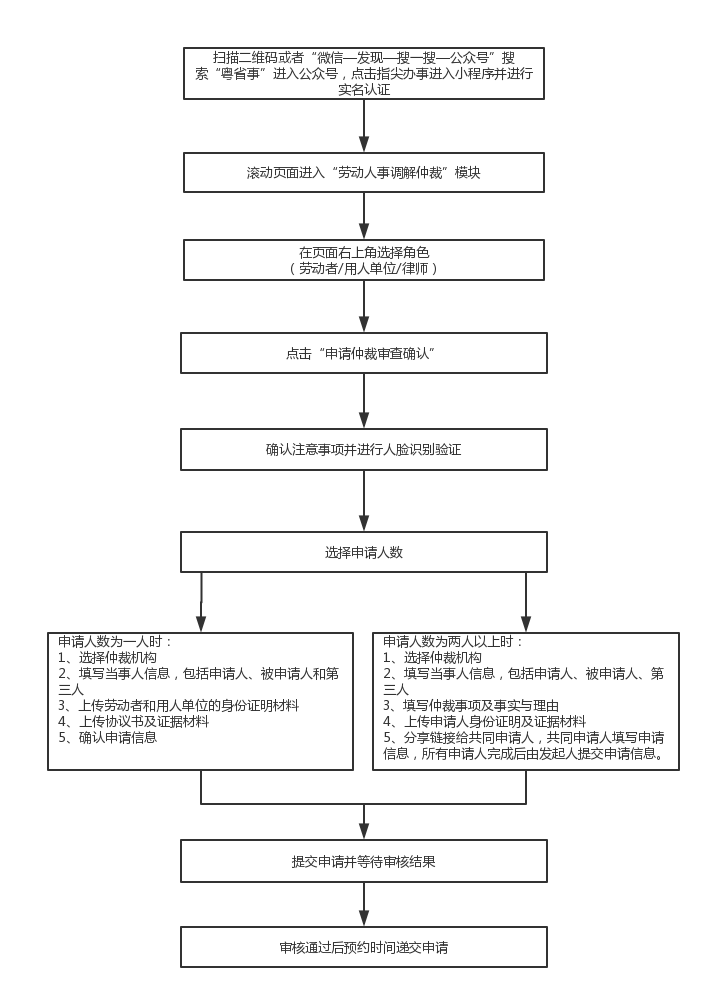 扫描二维码或者“微信—发现—搜一搜—公众号”搜
索“粤省事”进入公众号，点击指尖办事进入小程序并进行
实名认证
滚动页面进入“劳动人事调解仲裁”模块
在页面右上角选择角色
（劳动者/用人单位/律师）
点击“申请仲裁审查确认”
确认注意事项并进行人脸识别验证
选择申请人数
申请人数为一人时：
1、选择仲裁机构
2、填写当事人信息，包括申请人、被申请人和第
三人
3、上传劳动者和用人单位的身份证明材料
4、上传协议书及证据材料
5、确认申请信息
申请人数为两人以上时：
1、选择仲裁机构
2、填写当事人信息，包括申请人、被申请人、第
三人
3、填写仲裁事项及事实与理由
4、上传申请人身份证明及证据材料
5、分享链接给共同申请人，共同申请人填写申请
信息，所有申请人完成后由发起人提交申请信息。
提交申请并等待审核结果
审核通过后预约时间递交申请